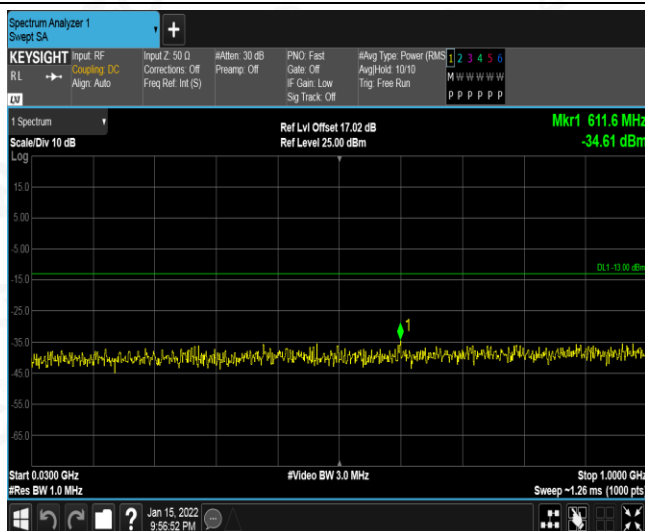 Spectrum Analyzer 1
Swept SA
+
KEYSIGHT
RL
LXI
Input: RF
Coupling: DC
Align: Auto
Input Z: 50 Ω
Corrections: Off
Freq Ref: Int (S)
#Atten: 30 dB
Preamp: Off
PNO: Fast
Gate: Off
IF Gain: Low
Sig Track: Off
#Avg Type: Power (RMS
Avg|Hold: 10/10
Trig: Free Run
1 2 3 4 5 6
M W W W W W
P P P P P P
1 Spectrum
Scale/Div 10 dB
Log
Ref Lvl Offset 17.02 dB
Ref Level 25.00 dBm
Mkr1 611.6 MHz
-34.61 dBm
15.0
5.00
-5.00
DL1 -13.00 dBm
-15.0
-25.0
1
-35.0
-45.0
-55.0
-65.0
Start 0.0300 GHz
#Res BW 1.0 MHz
#Video BW 3.0 MHz
Stop 1.0000 GHz
Sweep ~1.26 ms (1000 pts)
?
Jan 15, 2022
9:56:52 PM